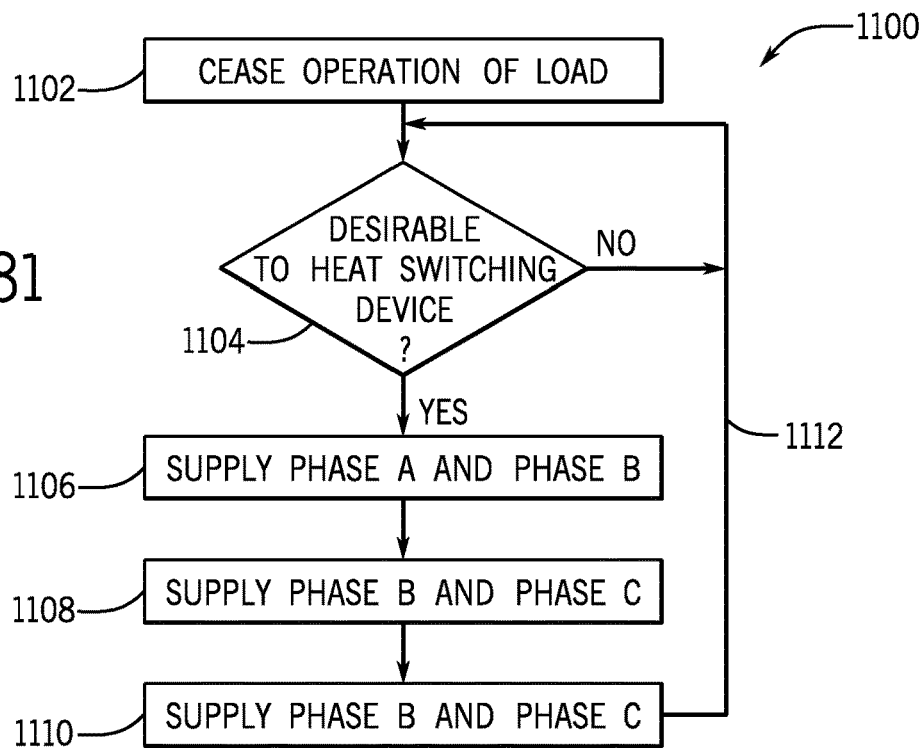 1100
1102
CEASE OPERATION OF LOAD
DESIRABLE
TO HEAT SWITCHING
DEVICE
?
NO
81
1104
YES
1112
1106
SUPPLY PHASE A AND PHASE B
1108
SUPPLY PHASE B AND PHASE C
1110
SUPPLY PHASE B AND PHASE C